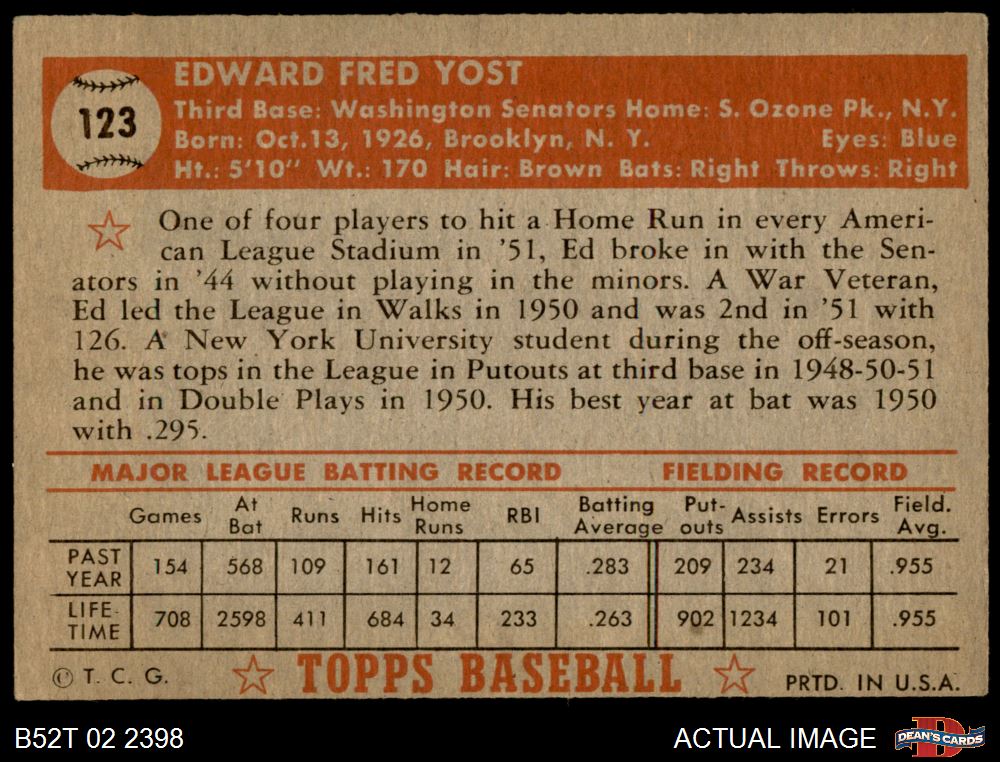 123
EDWARD FRED YOST
Third Base: Washington Senators Home: S. Ozone Pk., N.Y.
Born: Oct.13, 1926, Brooklyn, N. Y. Eyes: Blue
Ht.: 5'10" Wt.: 170 Hair: Brown Bats: Right Throws: Right
One of four players to hit a Home Run in every Ameri-
can League Stadium in '51, Ed broke in with the Sen-
ators in '44 without playing in the minors. A War Veteran,
Ed led the League in Walks in 1950 and was 2nd in '51 with
126. A New York University student during the off-season,
he was tops in the League in Putouts at third base in 1948-50-51
and in Double Plays in 1950. His best year at bat was 1950
with .295.
MAJOR LEAGUE BATTING RECORD FIELDING RECORD
Games At Bat Runs Hits Home Runs RBI Batting Average Put-outs Assists Errors Field. Avg.
PAST YEAR 154 568 109 161 12 65 .283 209 234 21 .955
LIFE TIME 708 2598 411 684 34 233 .263 902 1234 101 .955
© T. C. G. TOPPS BASEBALL PRTD. IN U.S.A.
B52T 02 2398 ACTUAL IMAGE DEAN'S CARDS